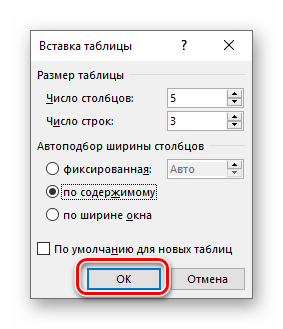 Вставка таблицы ? ×
Размер таблицы
Число столбцов: 5
Число строк: 3
Автоподбор ширины столбцов
фиксированная: Авто
по содержимому
по ширине окна
По умолчанию для новых таблиц
ОК Отмена